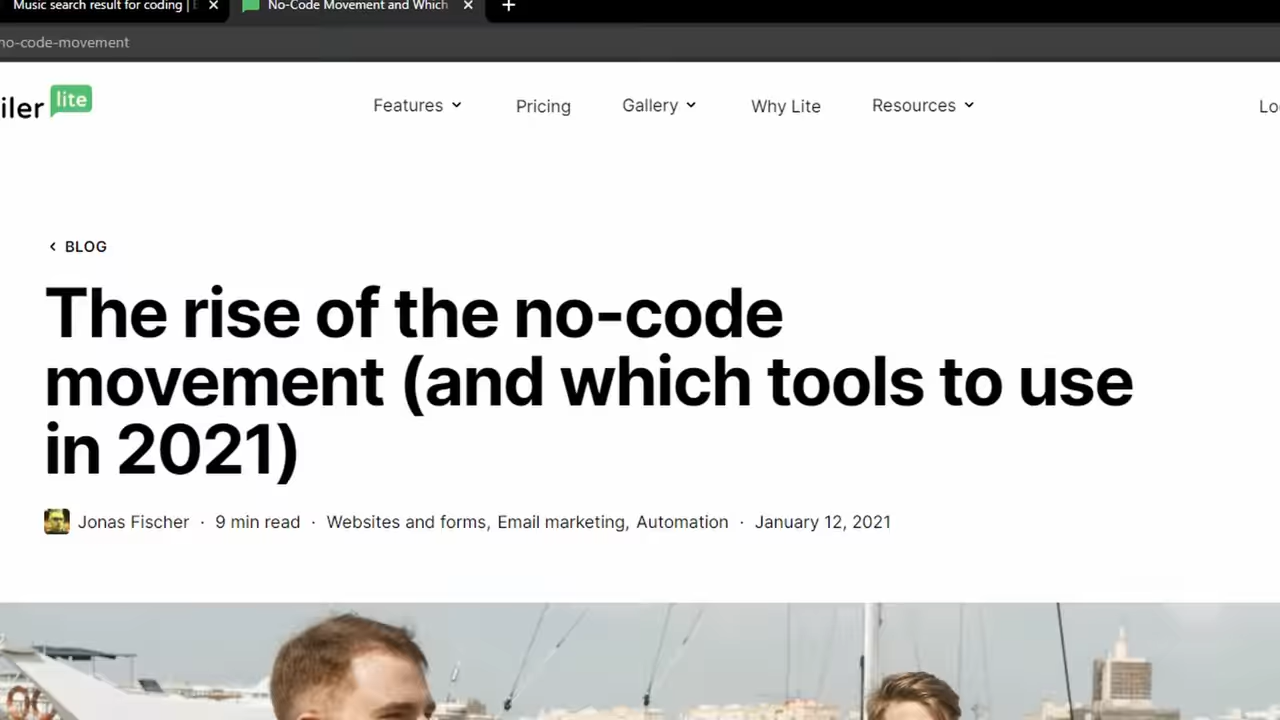 Music search result for coding |
No-Code Movement and Which
no-code-movement
iler lite
Features
Pricing
Gallery
Why Lite
Resources
Lo
BLOG
The rise of the no-code
movement (and which tools to use
in 2021)
Jonas Fischer · 9 min read · Websites and forms, Email marketing, Automation · January 12, 2021